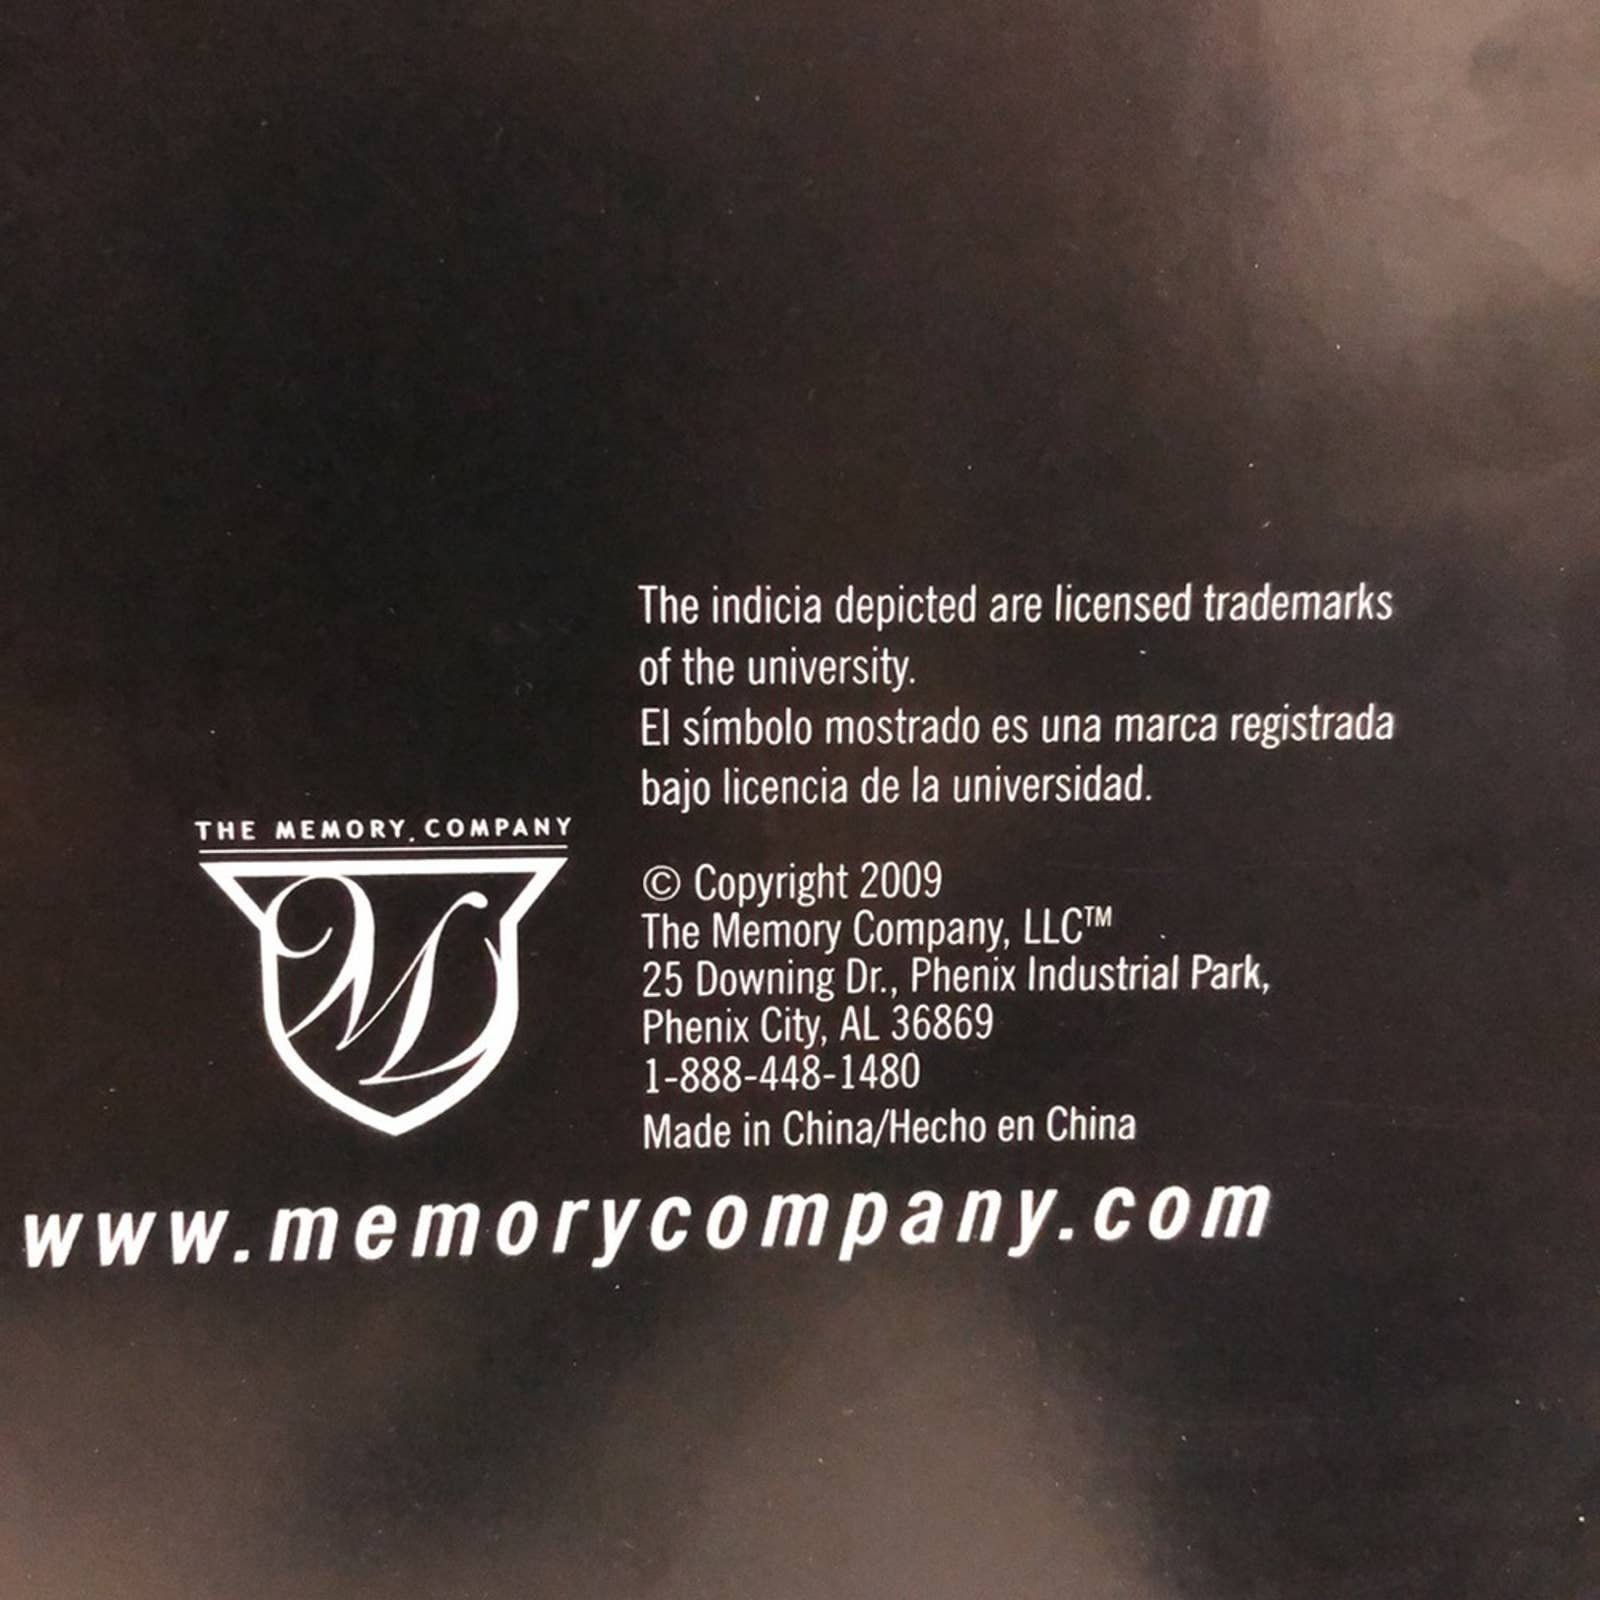 The indicia depicted are licensed trademarks
of the university.
El símbolo mostrado es una marca registrada
bajo licencia de la universidad.
THE MEMORY COMPANY
M
© Copyright 2009
The Memory Company, LLC™
25 Downing Dr., Phenix Industrial Park,
Phenix City, AL 36869
1-888-448-1480
Made in China/Hecho en China
www.memorycompany.com